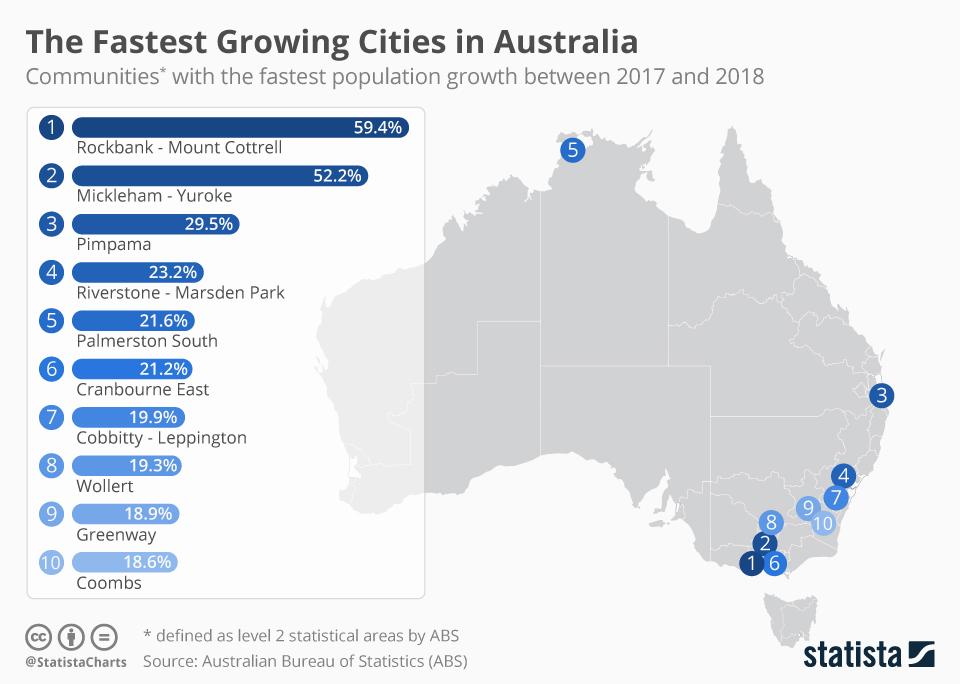 The Fastest Growing Cities in Australia
Communities* with the fastest population growth between 2017 and 2018
1 59.4%
Rockbank - Mount Cottrell
2 52.2%
Mickleham - Yuroke
3 29.5%
Pimpama
4 23.2%
Riverstone - Marsden Park
5 21.6%
Palmerston South
6 21.2%
Cranbourne East
7 19.9%
Cobbitty - Leppington
8 19.3%
Wollert
9 18.9%
Greenway
10 18.6%
Coombs
5
3
4
7
9
10
8
2
1
6
cc
@StatistaCharts
* defined as level 2 statistical areas by ABS
Source: Australian Bureau of Statistics (ABS)
statista